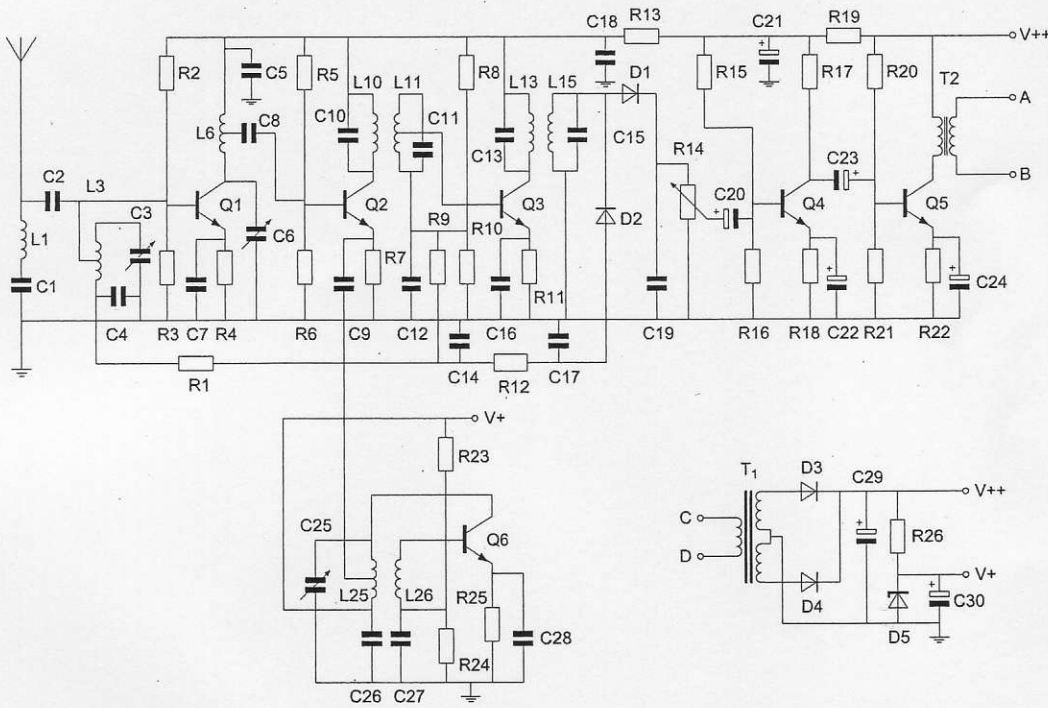 C18 R13 C21 R19
V++
R2 C5 R5 L10 L11 R8 L13 L15 D1 R15 R17 R20 T2
A
L6 C8 C10 C11 C13 C15
C2 L3 R14 C23 B
C3 Q1 Q2 R9 Q3 C20 Q4 Q5
L1 C6 R7 R10 D2
C1 R11 C24
C4 R3 C7 R4 R6 C9 C12 C16 C19 R16 R18 C22 R21 R22
R1 C14 R12 C17
V+
R23
T1 D3 C29
V++
C25 Q6 C R26
D
L25 L26 R25 V+
D4 C30
R24 C28 D5
C26 C27